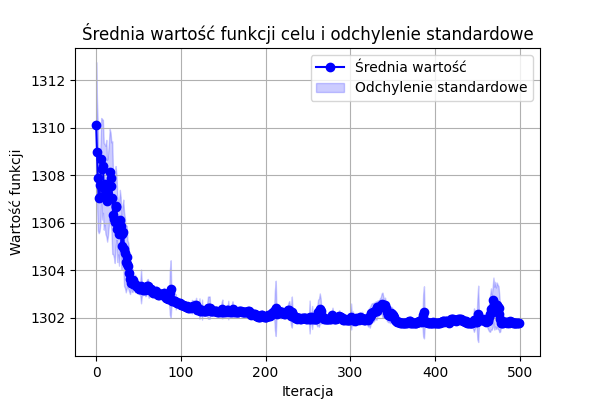 Średnia wartość funkcji celu i odchylenie standardowe
Średnia wartość
Odchylenie standardowe
Wartość funkcji
1312
1310
1308
1306
1304
1302
0 100 200 300 400 500
Iteracja